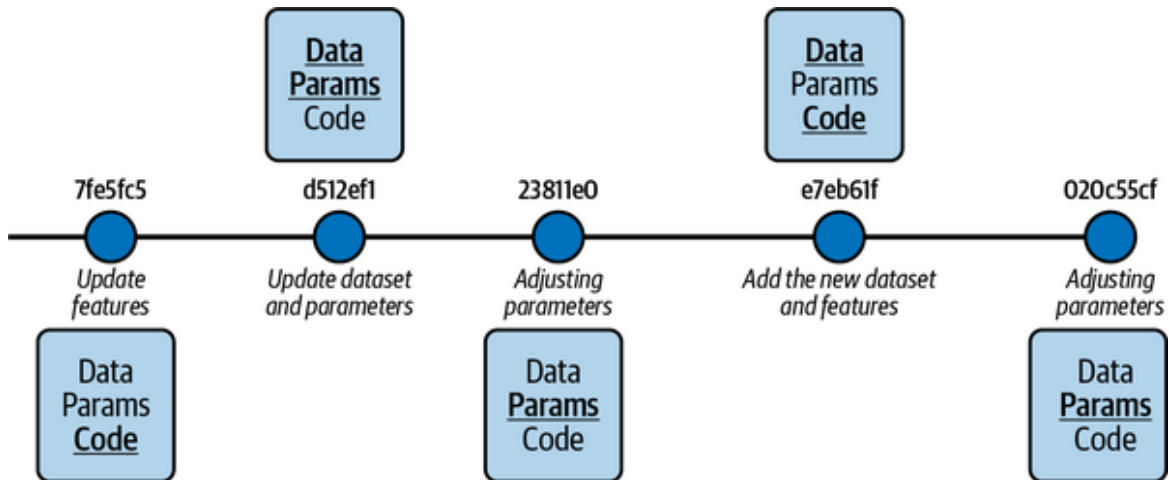 Data
Params
Code
Data
Params
Code
7fe5fc5
d512ef1
23811e0
e7eb61f
020c55cf
Update
features
Update dataset
and parameters
Adjusting
parameters
Add the new dataset
and features
Adjusting
parameters
Data
Params
Code
Data
Params
Code
Data
Params
Code